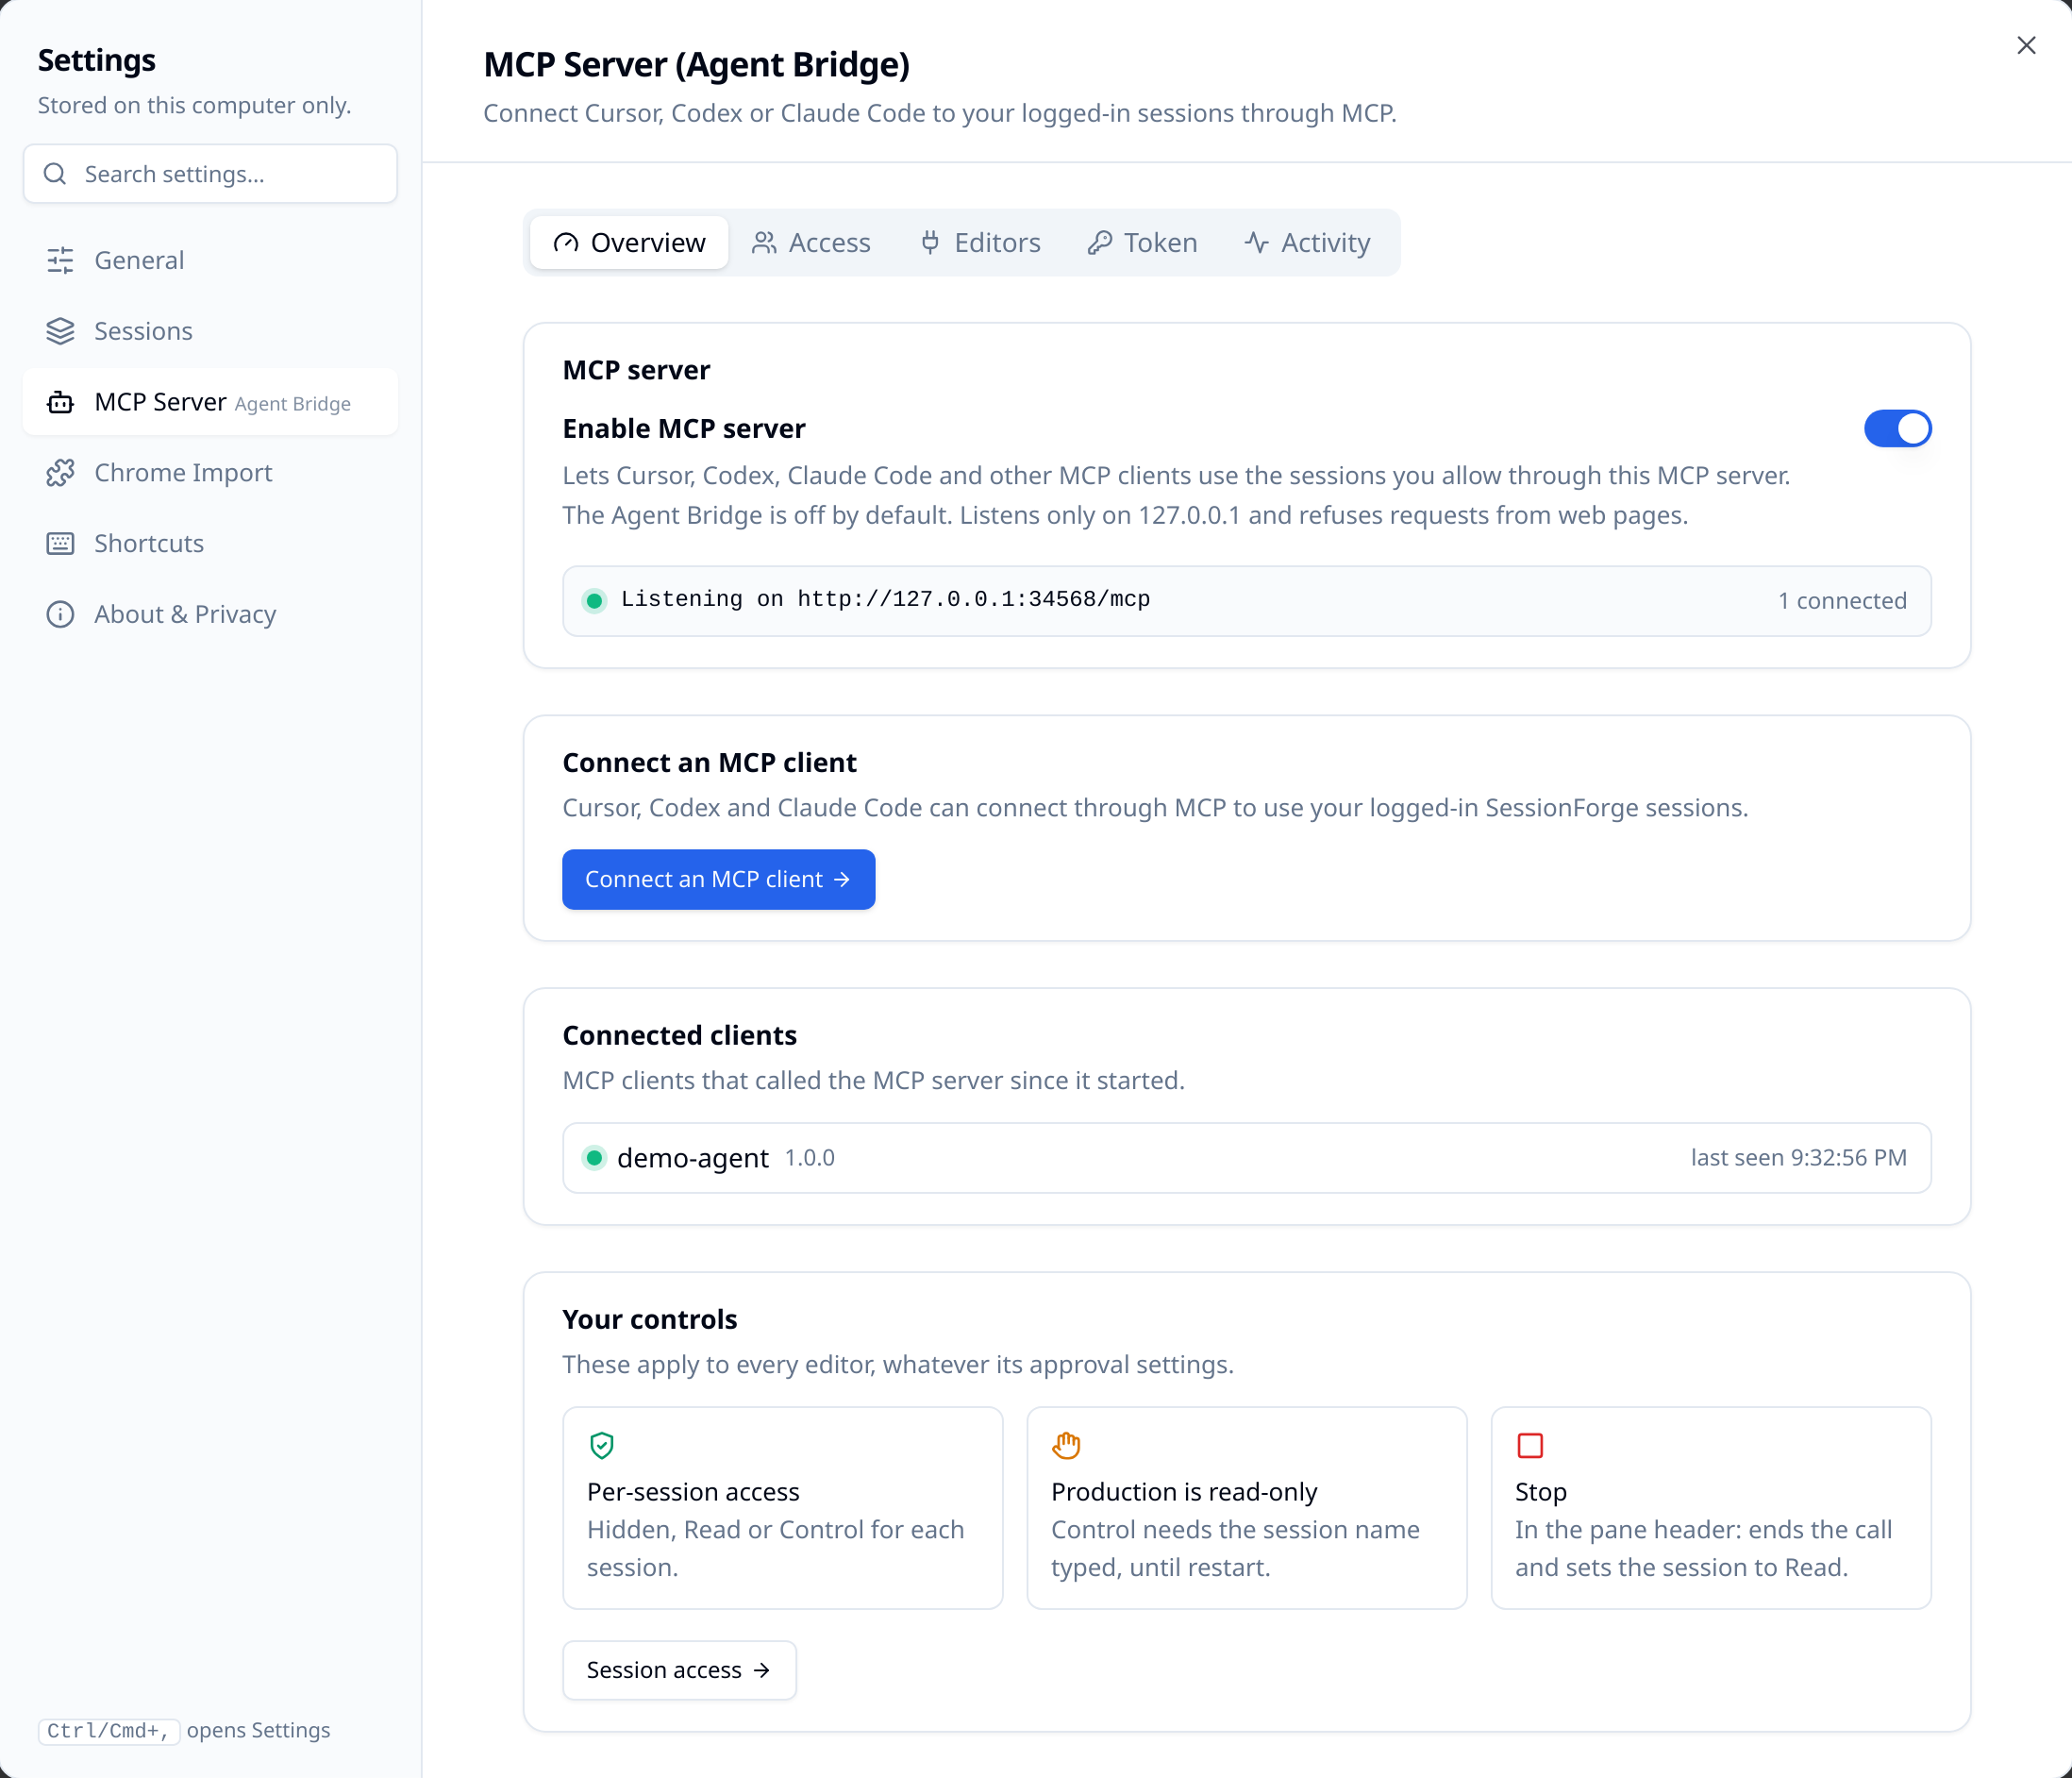 Settings
Stored on this computer only.
Search settings...
General
Sessions
MCP Server Agent Bridge
Chrome Import
Shortcuts
About & Privacy
Ctrl/Cmd+, opens Settings
MCP Server (Agent Bridge)
Connect Cursor, Codex or Claude Code to your logged-in sessions through MCP.
Overview Access Editors Token Activity
MCP server
Enable MCP server
Lets Cursor, Codex, Claude Code and other MCP clients use the sessions you allow through this MCP server.
The Agent Bridge is off by default. Listens only on 127.0.0.1 and refuses requests from web pages.
Listening on http://127.0.0.1:34568/mcp 1 connected
Connect an MCP client
Cursor, Codex and Claude Code can connect through MCP to use your logged-in SessionForge sessions.
Connect an MCP client →
Connected clients
MCP clients that called the MCP server since it started.
demo-agent 1.0.0 last seen 9:32:56 PM
Your controls
These apply to every editor, whatever its approval settings.
Per-session access
Hidden, Read or Control for each
session.
Production is read-only
Control needs the session name
typed, until restart.
Stop
In the pane header: ends the call
and sets the session to Read.
Session access →